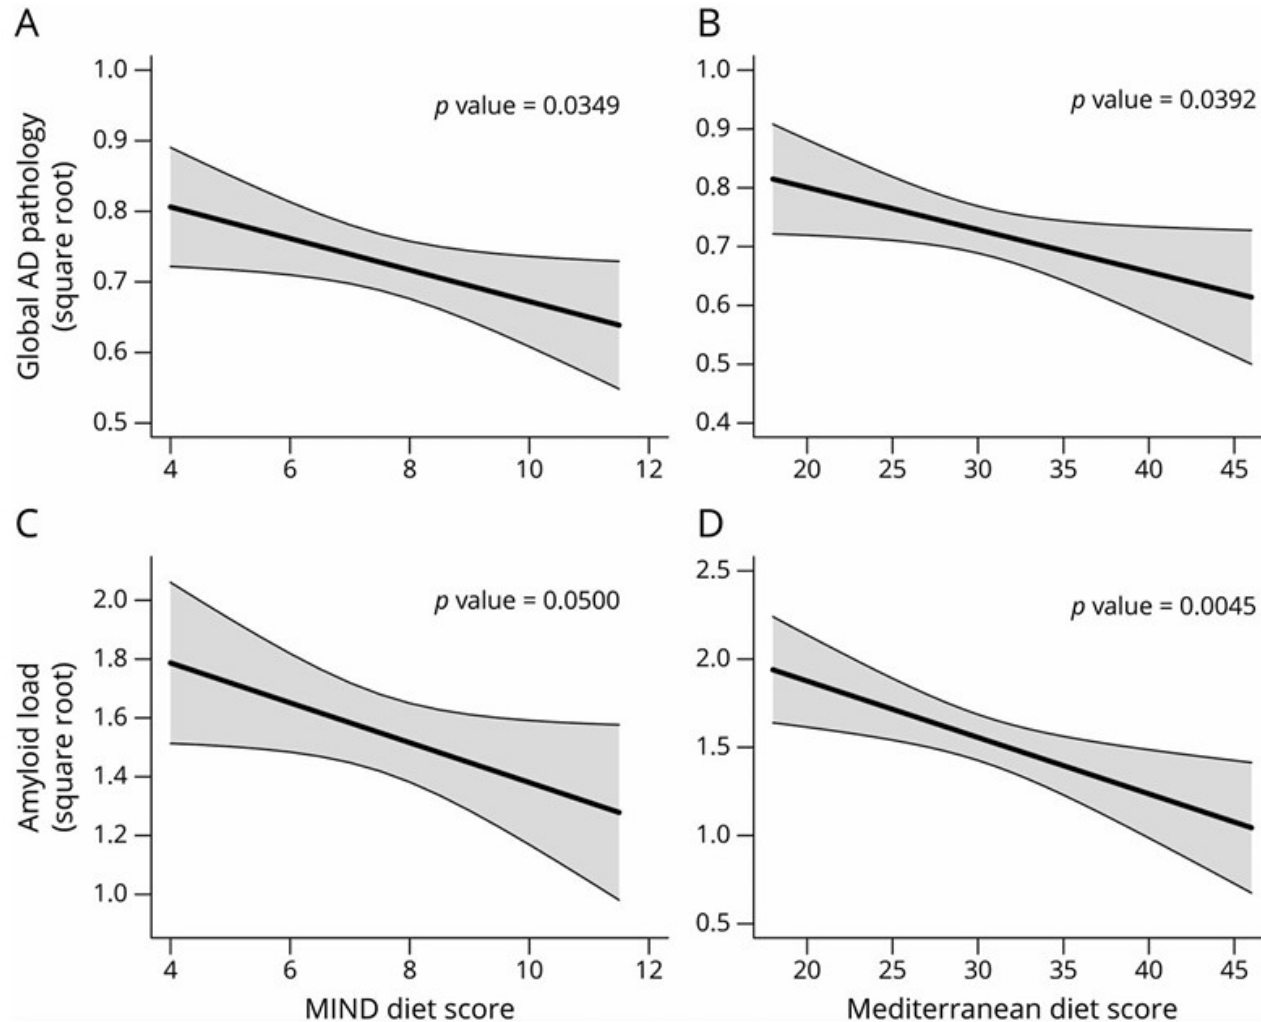 A
B
p value = 0.0349
p value = 0.0392
Global AD pathology
(square root)
1.0
0.9
0.8
0.7
0.6
0.5
4 6 8 10 12
1.0
0.9
0.8
0.7
0.6
0.5
0.4
20 25 30 35 40 45
C
D
p value = 0.0500
p value = 0.0045
Amyloid load
(square root)
2.0
1.8
1.6
1.4
1.2
1.0
4 6 8 10 12
MIND diet score
2.5
2.0
1.5
1.0
0.5
20 25 30 35 40 45
Mediterranean diet score